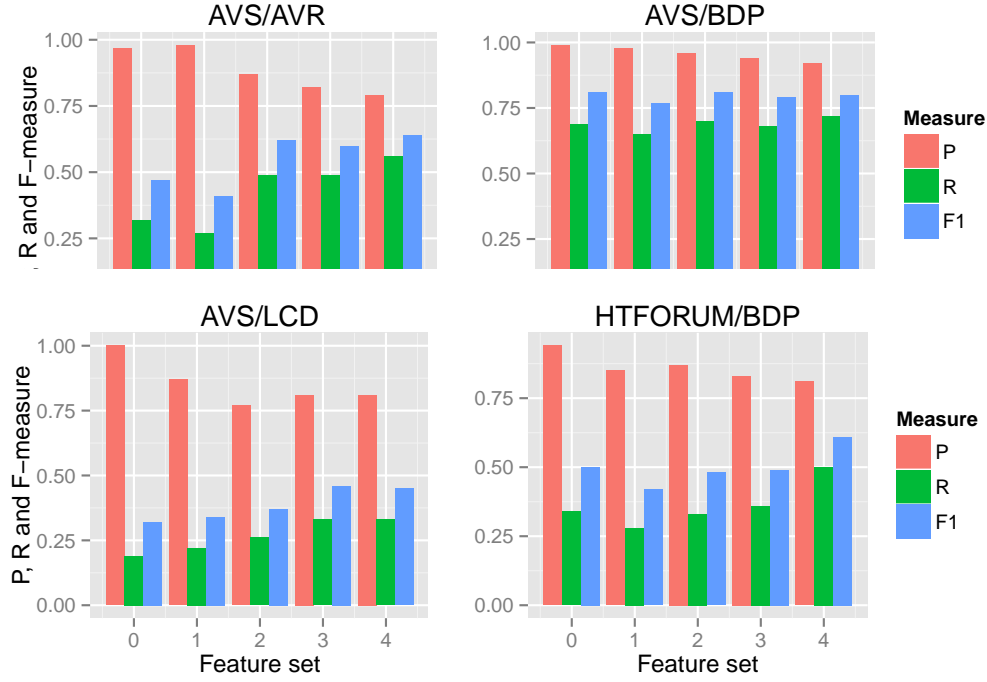 AVS/AVR
AVS/BDP
1.00
0.75
0.50
0.25
R and F−measure
1.00
0.75
0.50
0.25
Measure
P
R
F1
AVS/LCD
HTFORUM/BDP
1.00
0.75
0.50
0.25
0.00
P, R and F−measure
0 1 2 3 4
Feature set
0.75
0.50
0.25
0.00
0 1 2 3 4
Feature set
Measure
P
R
F1